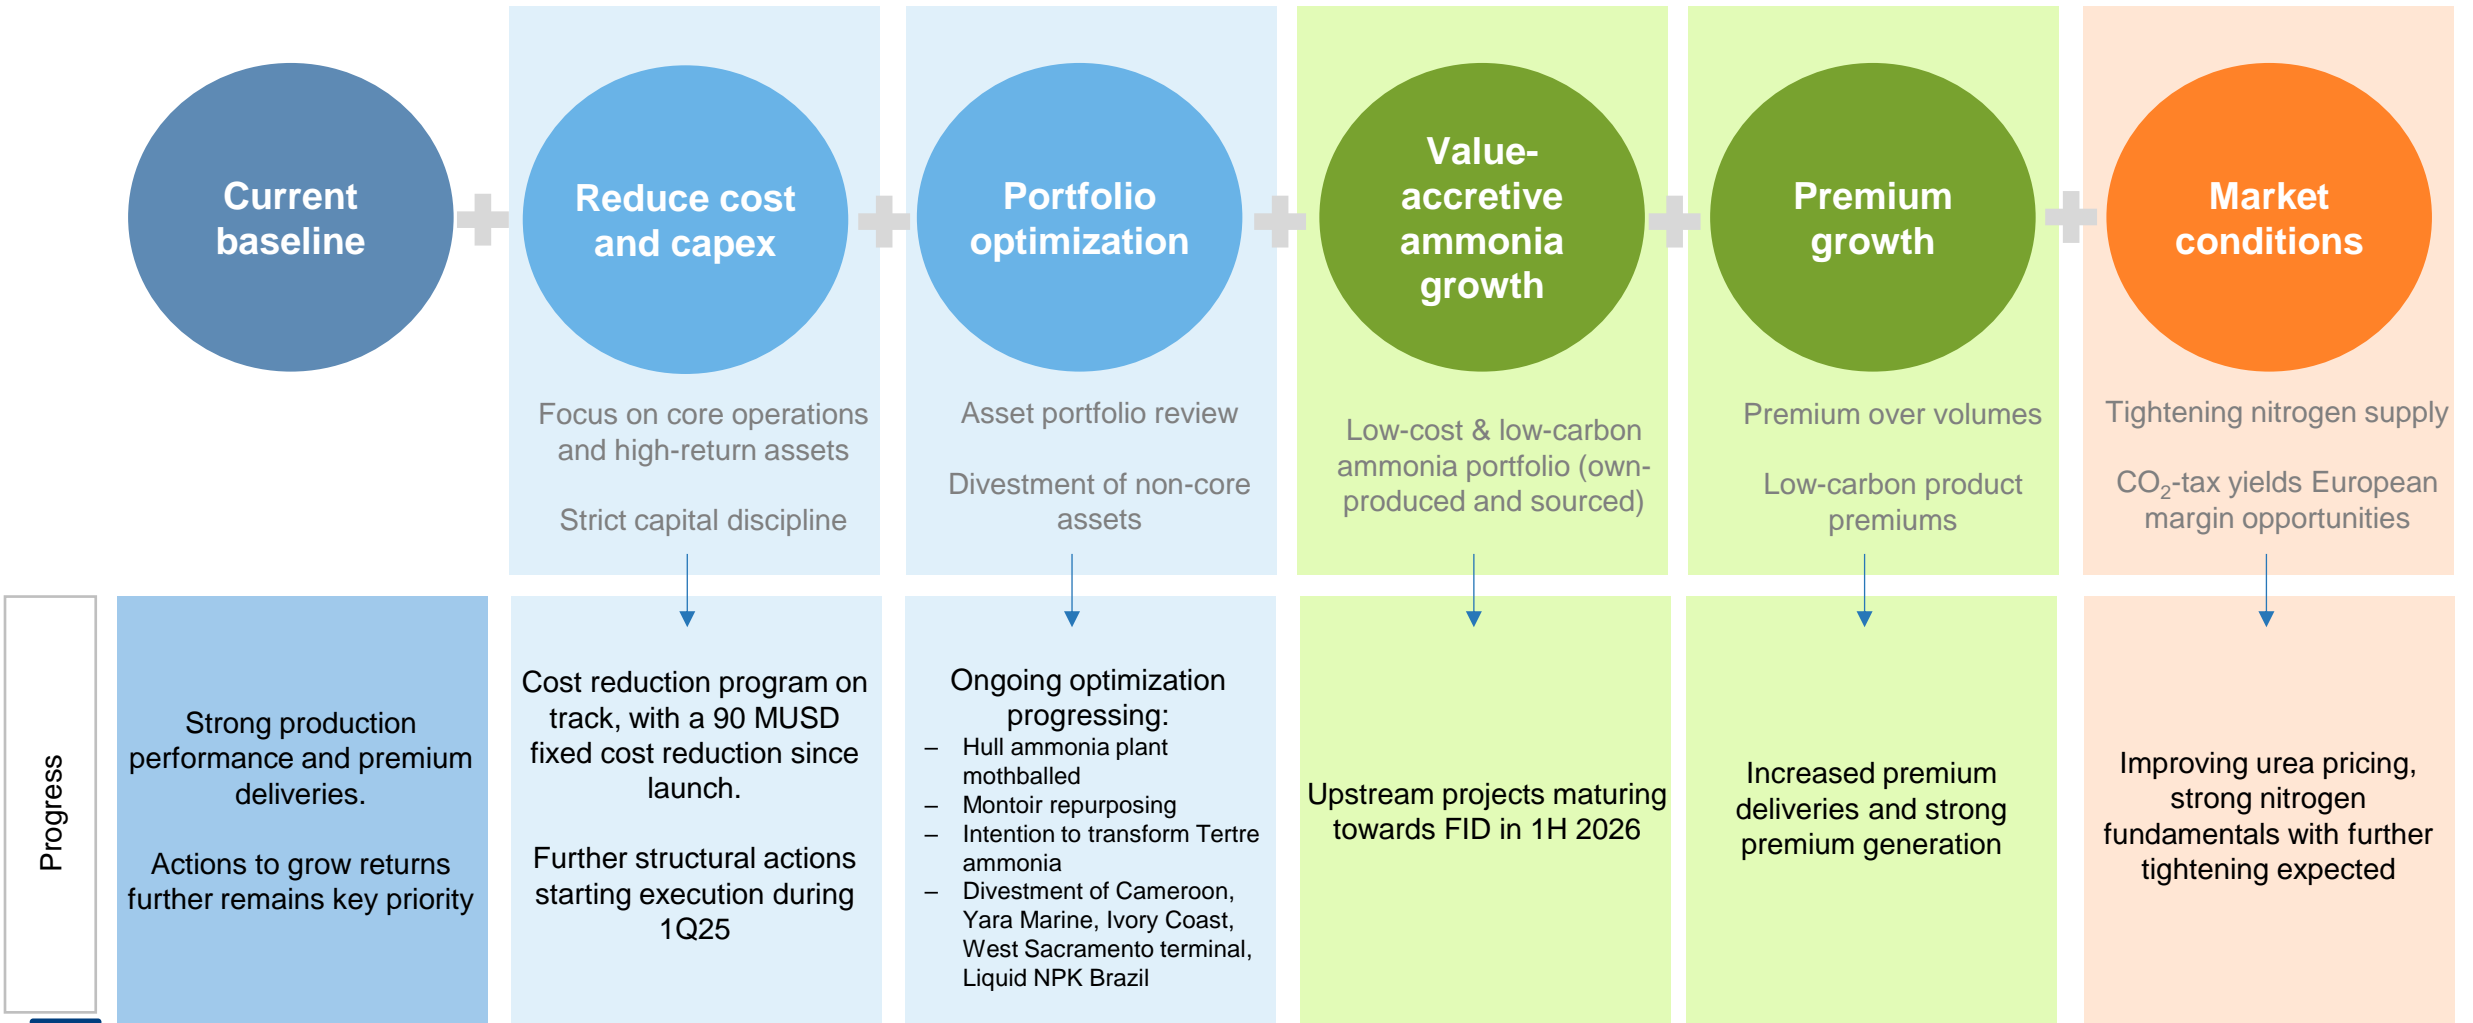 Current
baseline
Reduce cost
and capex
Portfolio
optimization
Value-
accretive
ammonia
growth
Premium
growth
Market
conditions
Focus on core operations
and high-return assets
Strict capital discipline
Asset portfolio review
Divestment of non-core
assets
Low-cost & low-carbon
ammonia portfolio (own-
produced and sourced)
Premium over volumes
Low-carbon product
premiums
Tightening nitrogen supply
CO₂-tax yields European
margin opportunities
Progress
Strong production
performance and premium
deliveries.
Actions to grow returns
further remains key priority
Cost reduction program on
track, with a 90 MUSD
fixed cost reduction since
launch.
Further structural actions
starting execution during
1Q25
Ongoing optimization
progressing:
– Hull ammonia plant
mothballed
– Montoir repurposing
– Intention to transform Tertre
ammonia
– Divestment of Cameroon,
Yara Marine, Ivory Coast,
West Sacramento terminal,
Liquid NPK Brazil
Upstream projects maturing
towards FID in 1H 2026
Increased premium
deliveries and strong
premium generation
Improving urea pricing,
strong nitrogen
fundamentals with further
tightening expected